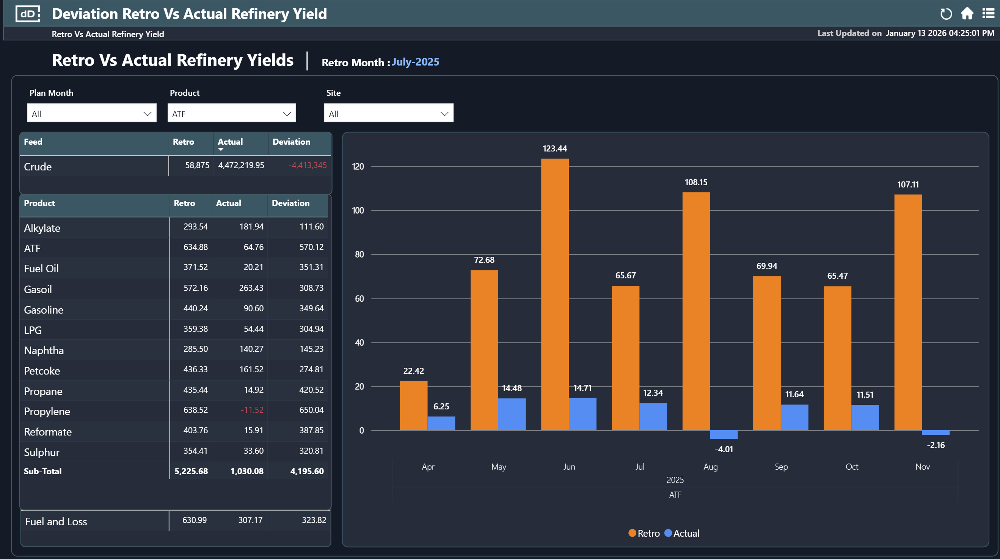 dD
Deviation Retro Vs Actual Refinery Yield
Retro Vs Actual Refinery Yield
Last Updated on January 13 2026 04:25:01 PM
Retro Vs Actual Refinery Yields
Retro Month : July-2025
Plan Month Product Site
All ATF All
Feed Retro Actual Deviation
Crude 58,875 4,472,219.95 -4,413,345
Product Retro Actual Deviation
Alkylate 293.54 181.94 111.60
ATF 634.88 64.76 570.12
Fuel Oil 371.52 20.21 351.31
Gasoil 572.16 263.43 308.73
Gasoline 440.24 90.60 349.64
LPG 359.38 54.44 304.94
Naphtha 285.50 140.27 145.23
Petcoke 436.33 161.52 274.81
Propane 435.44 14.92 420.52
Propylene 638.52 -11.52 650.04
Reformate 403.76 15.91 387.85
Sulphur 354.41 33.60 320.81
Sub-Total 5,225.68 1,030.08 4,195.60
Fuel and Loss 630.99 307.17 323.82
123.44
120
108.15
107.11
100
80
72.68
69.94
65.67
65.47
60
40
22.42
20
14.48
14.71
12.34
11.64
11.51
6.25
0
-4.01
-2.16
Apr May Jun Jul Aug Sep Oct Nov
2025
ATF
Retro Actual